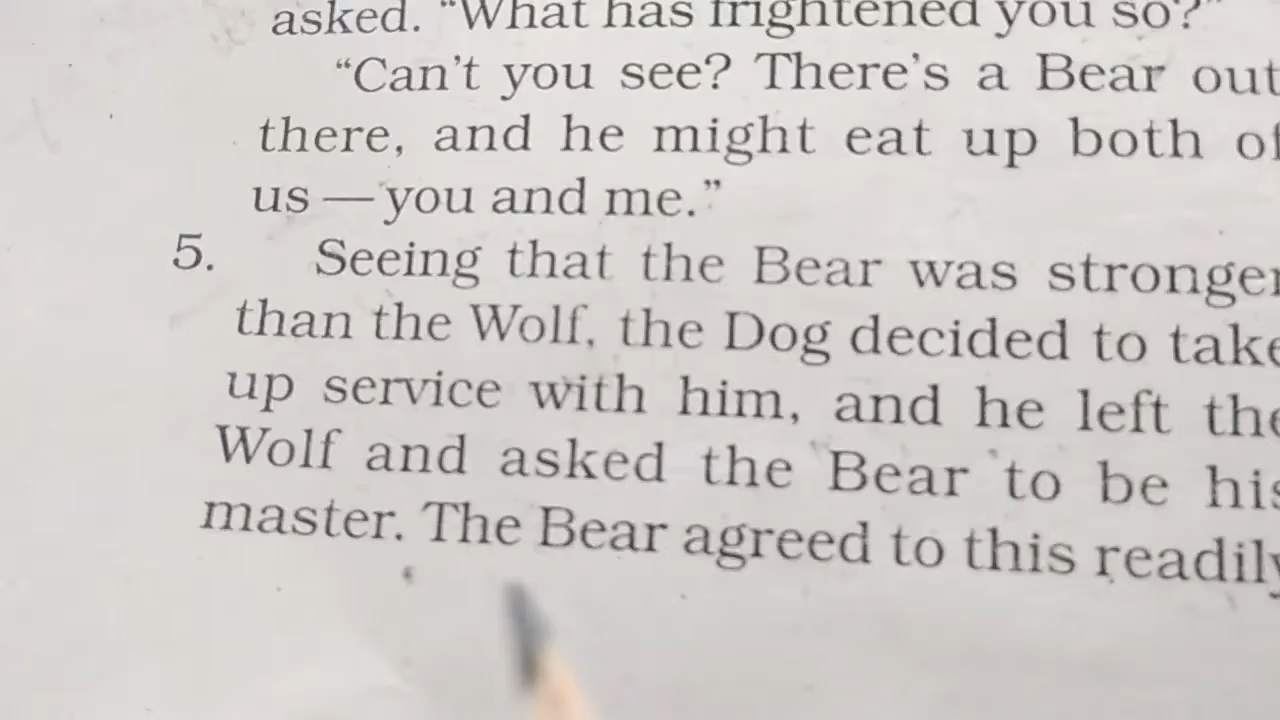 asked. “What has frightened you so?”
“Can’t you see? There’s a Bear out
there, and he might eat up both of
us — you and me.”
5. Seeing that the Bear was stronger
than the Wolf, the Dog decided to take
up service with him, and he left the
Wolf and asked the Bear to be his
master. The Bear agreed to this readily